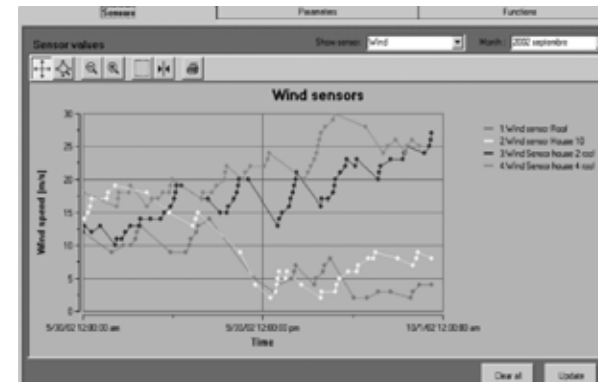 Sensors Parameters Functions
Sensor values Show sensor: Wind Month: 2002 septembre
Wind sensors
30
25
20
15
10
5
0
Wind speed [m/s]
1 Wind sensor Roof
2 Wind sensor House 10
3 Wind Sensor house 2 roof
4 Wind Sensor house 4 roof
9/30/02 12:00:00 am 9/30/02 12:00:00 pm 10/1/02 12:00:00 am
Time
Clear all Update